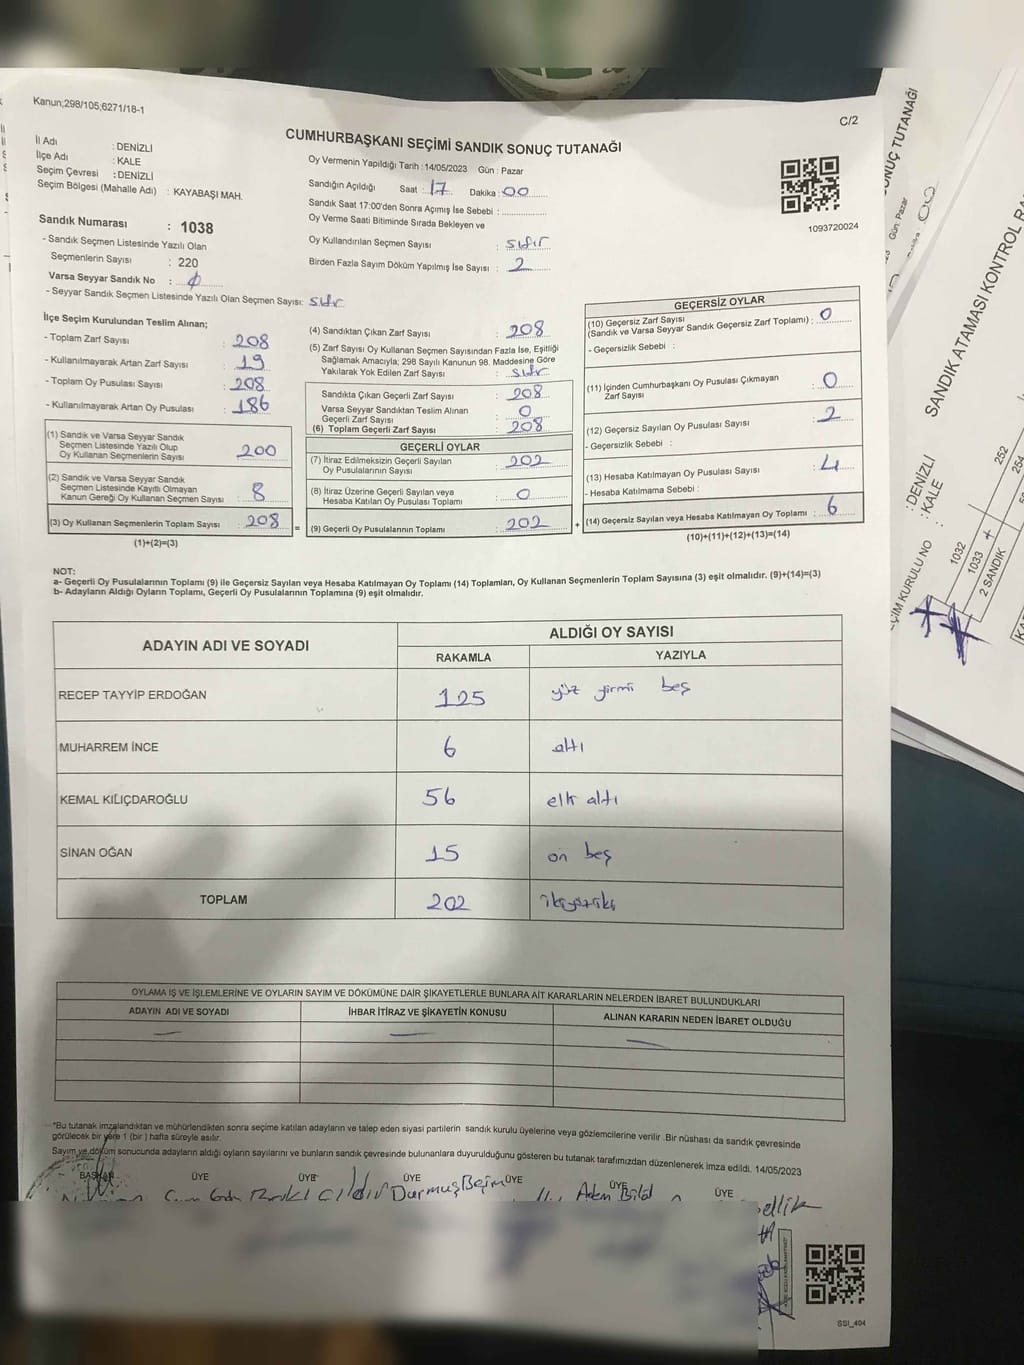 Kanun;298/105;6271/18-1
C/2
CUMHURBAŞKANI SEÇİMİ SANDIK SONUÇ TUTANAĞI
İl Adı : DENİZLİ
İlçe Adı : KALE
Seçim Çevresi : DENİZLİ
Seçim Bölgesi (Mahalle Adı) : KAYABAŞI MAH.
Oy Vermenin Yapıldığı Tarih : 14/05/2023 Gün : Pazar
Sandığın Açıldığı Saat : 17 Dakika : 00
Sandık Saat 17:00'den Sonra Açımış İse Sebebi :
Oy Verme Saati Bitiminde Sırada Bekleyen ve
Oy Kullandırılan Seçmen Sayısı : sıfır
Birden Fazla Sayım Döküm Yapılmış İse Sayısı : 2
1093720024
Sandık Numarası : 1038
- Sandık Seçmen Listesinde Yazılı Olan
Seçmenlerin Sayısı : 220
Varsa Seyyar Sandık No :
- Seyyar Sandık Seçmen Listesinde Yazılı Olan Seçmen Sayısı: sıfır
İlçe Seçim Kurulundan Teslim Alınan;
- Toplam Zarf Sayısı : 208
- Kullanılmayarak Artan Zarf Sayısı : 19
- Toplam Oy Pusulası Sayısı : 208
- Kullanılmayarak Artan Oy Pusulası : 186
(1) Sandık ve Varsa Seyyar Sandık
Seçmen Listesinde Yazılı Olup
Oy Kullanan Seçmenlerin Sayısı : 200
(2) Sandık ve Varsa Seyyar Sandık
Seçmen Listesinde Kayıtlı Olmayan
Kanun Gereği Oy Kullanan Seçmen Sayısı : 8
(3) Oy Kullanan Seçmenlerin Toplam Sayısı : 208
(1)+(2)=(3)
(4) Sandıktan Çıkan Zarf Sayısı : 208
(5) Zarf Sayısı Oy Kullanan Seçmen Sayısından Fazla İse, Eşitliği
Sağlamak Amacıyla; 298 Sayılı Kanunun 98. Maddesine Göre
Yakılarak Yok Edilen Zarf Sayısı : sıfır
Sandıkta Çıkan Geçerli Zarf Sayısı : 208
Varsa Seyyar Sandıktan Teslim Alınan
Geçerli Zarf Sayısı : 0
(6) Toplam Geçerli Zarf Sayısı : 208
GEÇERLİ OYLAR
(7) İtiraz Edilmeksizin Geçerli Sayılan
Oy Pusulalarının Sayısı : 202
(8) İtiraz Üzerine Geçerli Sayılan veya
Hesaba Katılan Oy Pusulası Toplamı : 0
= (9) Geçerli Oy Pusulalarının Toplamı : 202
GEÇERSİZ OYLAR
(10) Geçersiz Zarf Sayısı
(Sandık ve Varsa Seyyar Sandık Geçersiz Zarf Toplamı) : 0
- Geçersizlik Sebebi :
(11) İçinden Cumhurbaşkanı Oy Pusulası Çıkmayan
Zarf Sayısı : 0
(12) Geçersiz Sayılan Oy Pusulası Sayısı : 2
- Geçersizlik Sebebi :
(13) Hesaba Katılmayan Oy Pusulası Sayısı : 4
- Hesaba Katılmama Sebebi :
+ (14) Geçersiz Sayılan veya Hesaba Katılmayan Oy Toplamı : 6
(10)+(11)+(12)+(13)=(14)
NOT:
a- Geçerli Oy Pusulalarının Toplamı (9) ile Geçersiz Sayılan veya Hesaba Katılmayan Oy Toplamı (14) Toplamları, Oy Kullanan Seçmenlerin Toplam Sayısına (3) eşit olmalıdır. (9)+(14)=(3)
b- Adayların Aldığı Oyların Toplamı, Geçerli Oy Pusulalarının Toplamına (9) eşit olmalıdır.
ADAYIN ADI VE SOYADI ALDIĞI OY SAYISI
RAKAMLA YAZIYLA
RECEP TAYYİP ERDOĞAN 125 yüz yirmi beş
MUHARREM İNCE 6 altı
KEMAL KILIÇDAROĞLU 56 elli altı
SİNAN OĞAN 15 on beş
TOPLAM 202 ikiyüziki
OYLAMA İŞ VE İŞLEMLERİNE VE OYLARIN SAYIM VE DÖKÜMÜNE DAİR ŞİKAYETLERLE BUNLARA AİT KARARLARIN NELERDEN İBARET BULUNDUKLARI
ADAYIN ADI VE SOYADI İHBAR İTİRAZ VE ŞİKAYETİN KONUSU ALINAN KARARIN NEDEN İBARET OLDUĞU
*Bu tutanak imzalandıktan ve mühürlendikten sonra seçime katılan adayların ve talep eden siyasi partilerin sandık kurulu üyelerine veya gözlemcilerine verilir .Bir nüshası da sandık çevresinde
görülecek bir yere 1 (bir ) hafta süreyle asılır.
Sayım ve döküm sonucunda adayların aldığı oyların sayılarını ve bunların sandık çevresinde bulunanlara duyurulduğunu gösteren bu tutanak tarafımızdan düzenlenerek imza edildi. 14/05/2023
BAŞKAN ÜYE ÜYE ÜYE ÜYE ÜYE ÜYE
Durmuş Adem
SSI_404
SONUÇ TUTANAĞI
Gün: Pazar
00
SANDIK ATAMASI KONTROL
: DENİZLİ
: KALE
SEÇİM KURULU NO :
252
254
1032
1033
2 SANDIK